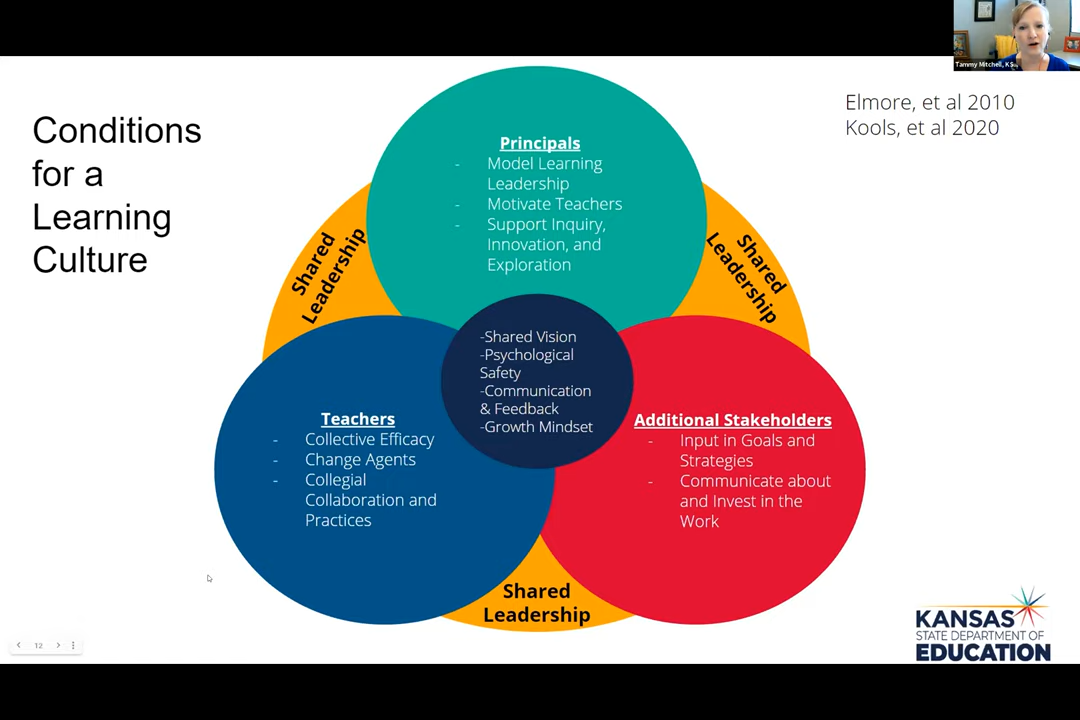 Tammy Mitchell, KS
Conditions
for a
Learning
Culture
Elmore, et al 2010
Kools, et al 2020
Principals
- Model Learning
Leadership
- Motivate Teachers
- Support Inquiry,
Innovation, and
Exploration
Shared
Leadership
Shared
Leadership
-Shared Vision
-Psychological
Safety
-Communication
& Feedback
-Growth Mindset
Teachers
- Collective Efficacy
- Change Agents
- Collegial
Collaboration and
Practices
Additional Stakeholders
- Input in Goals and
Strategies
- Communicate about
and Invest in the
Work
Shared
Leadership
12
KANSAS
STATE DEPARTMENT OF
EDUCATION